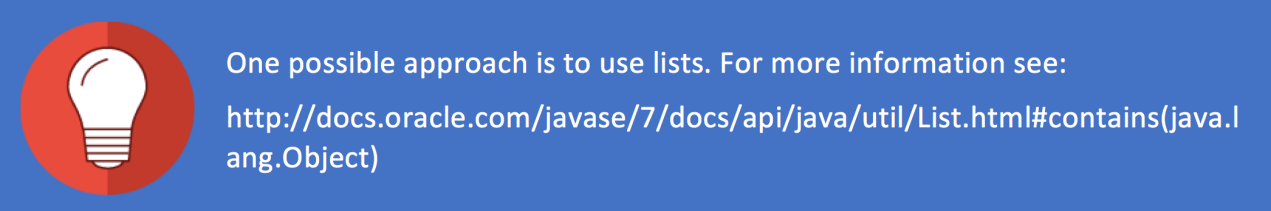 One possible approach is to use lists. For more information see:
http://docs.oracle.com/javase/7/docs/api/java/util/List.html#contains(java.l
ang.Object)